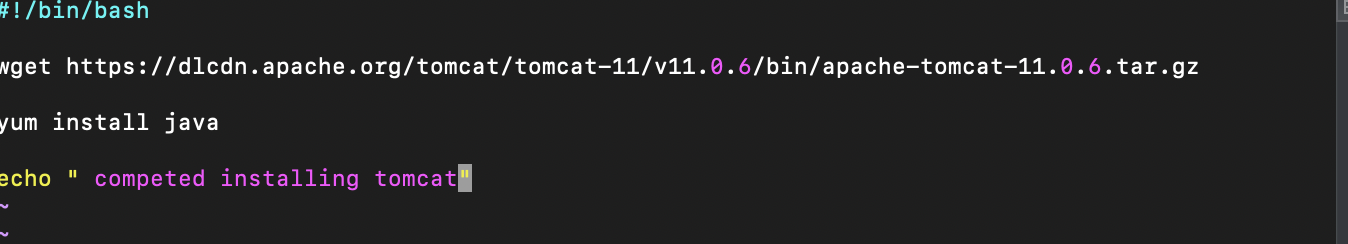 #!/bin/bash
wget https://dlcdn.apache.org/tomcat/tomcat-11/v11.0.6/bin/apache-tomcat-11.0.6.tar.gz
yum install java
echo " competed installing tomcat"
~
~